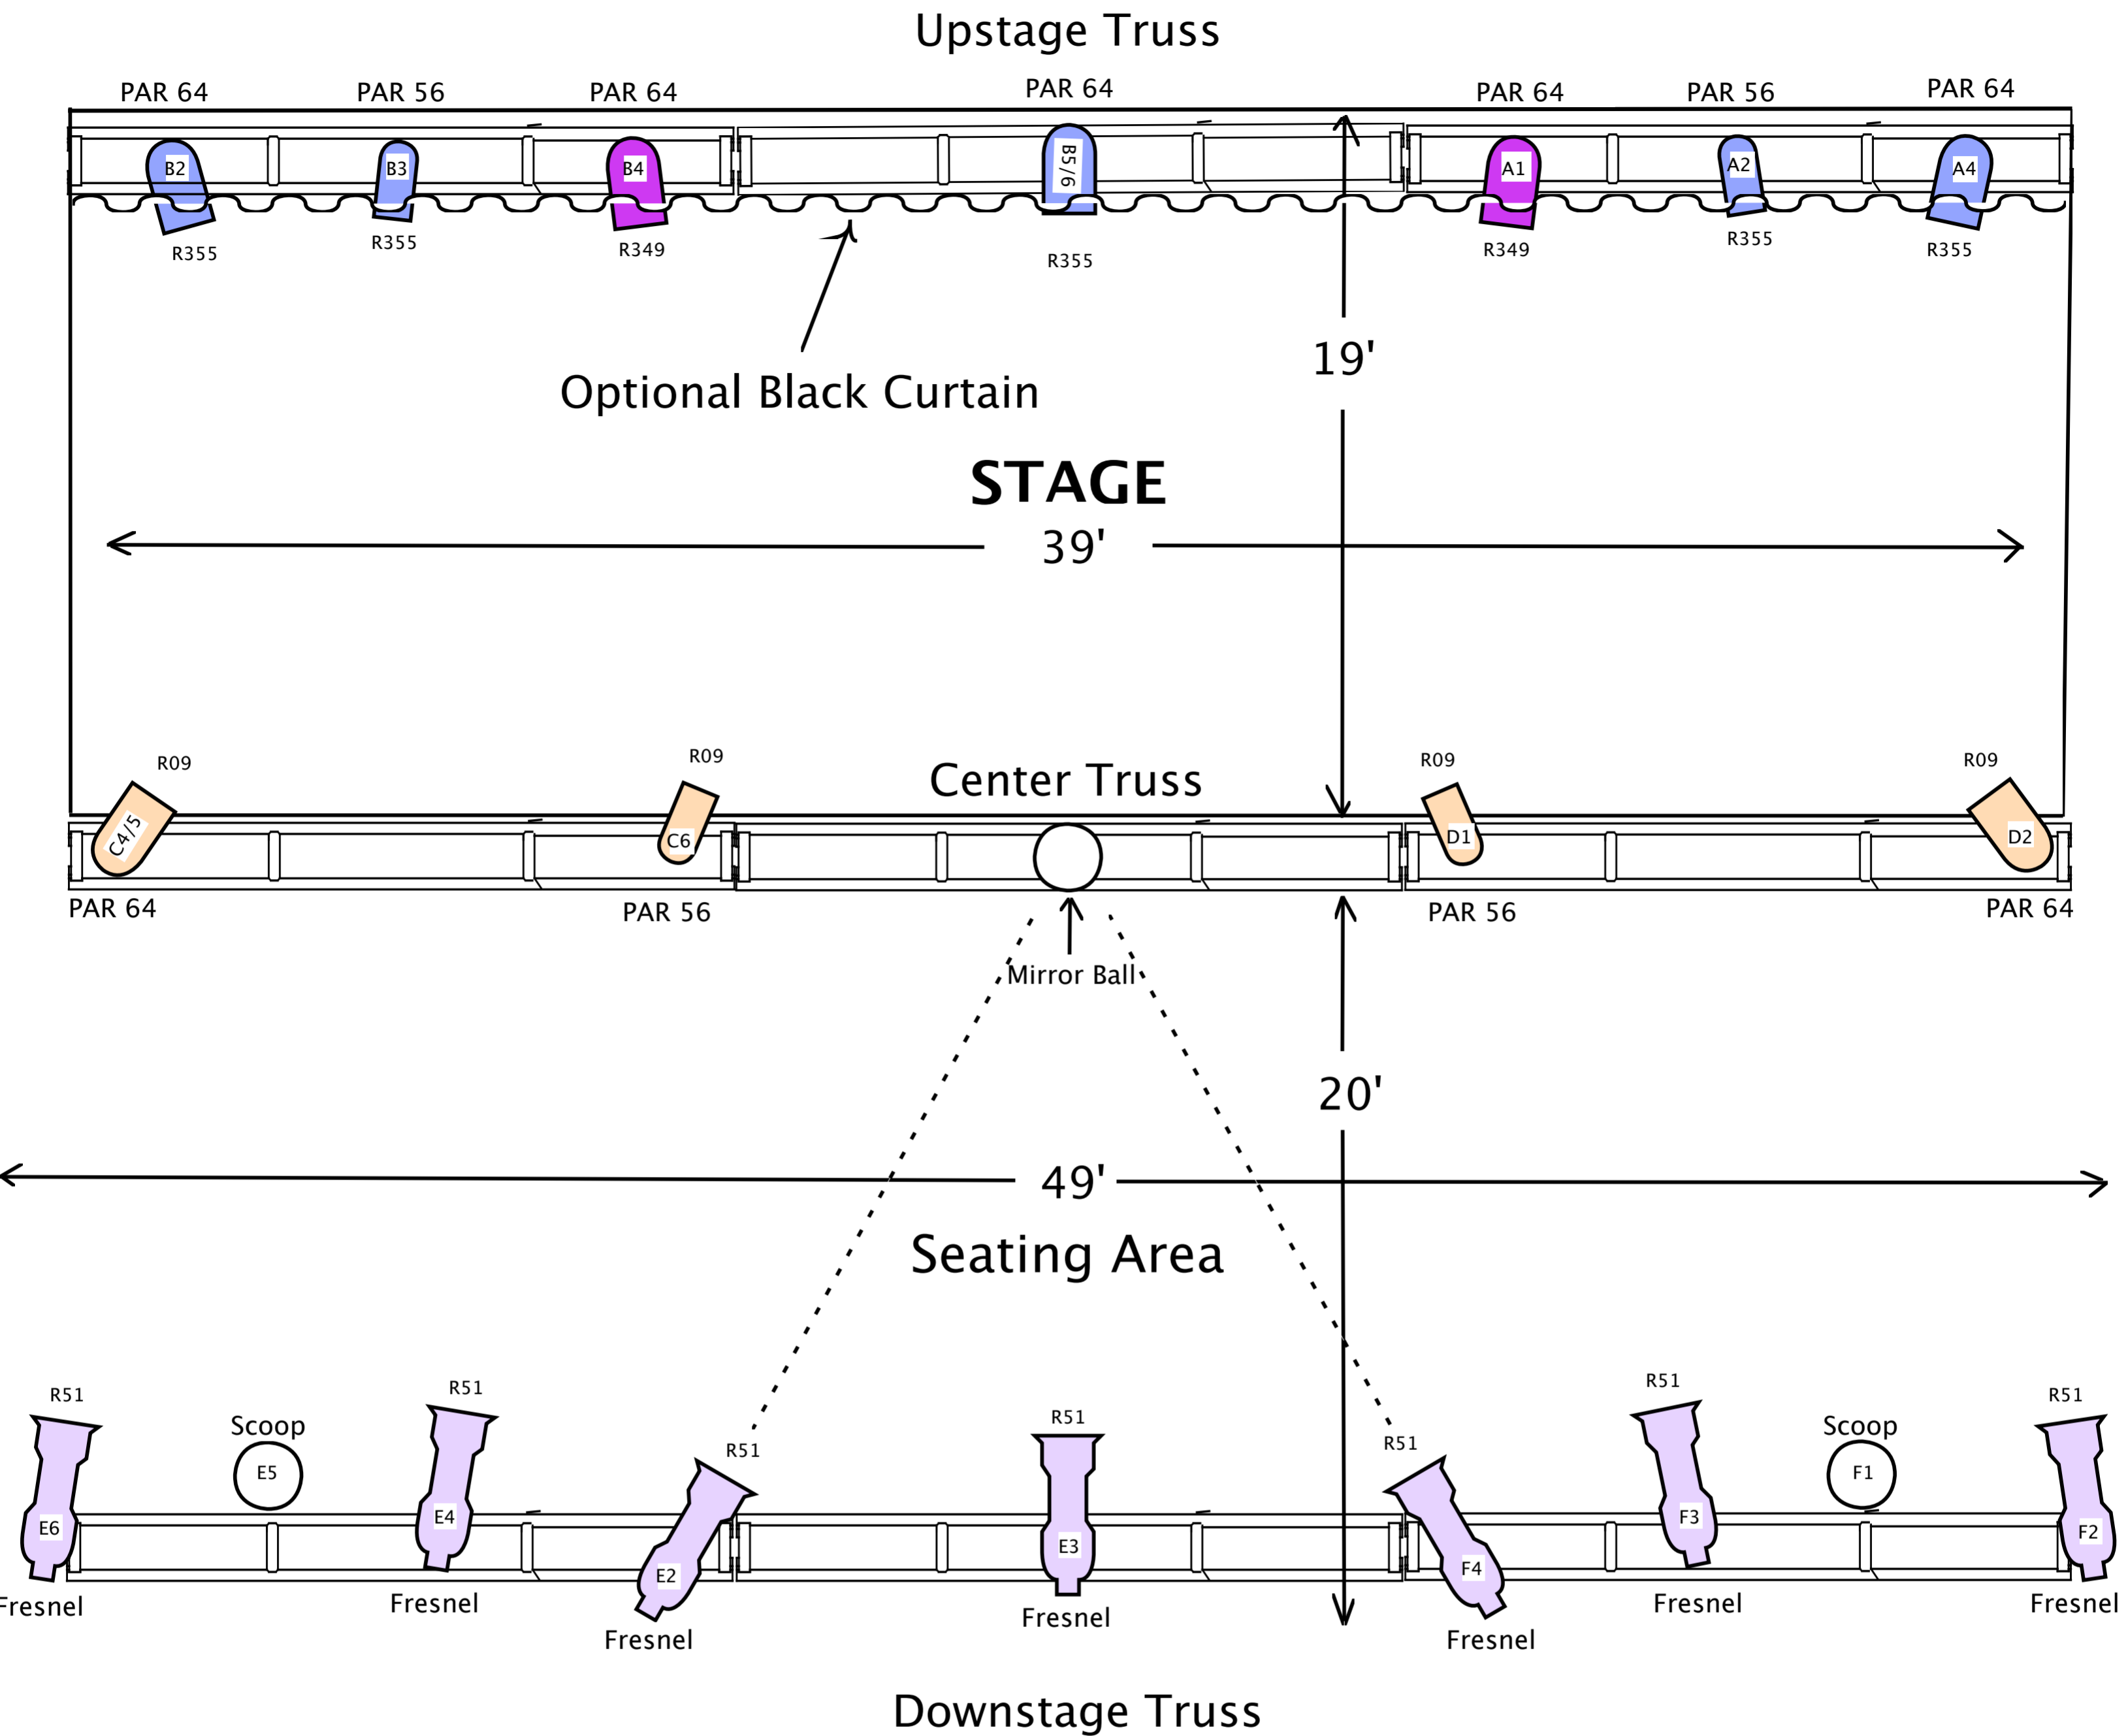 Upstage Truss
PAR 64 PAR 56 PAR 64 PAR 64 PAR 64 PAR 56 PAR 64
B2 B3 B4 B5/6 A1 A2 A4
R355 R355 R349 R355 R349 R355 R355
19'
Optional Black Curtain
STAGE
39'
R09 R09 R09 R09
Center Truss
C4/5 C6 D1 D2
PAR 64 PAR 56 PAR 56 PAR 64
Mirror Ball
20'
49'
Seating Area
R51 R51 R51 R51 R51 R51 R51
Scoop Scoop
E6 E5 E4 E2 E3 F4 F3 F1 F2
Fresnel Fresnel Fresnel Fresnel Fresnel Fresnel Fresnel
Downstage Truss